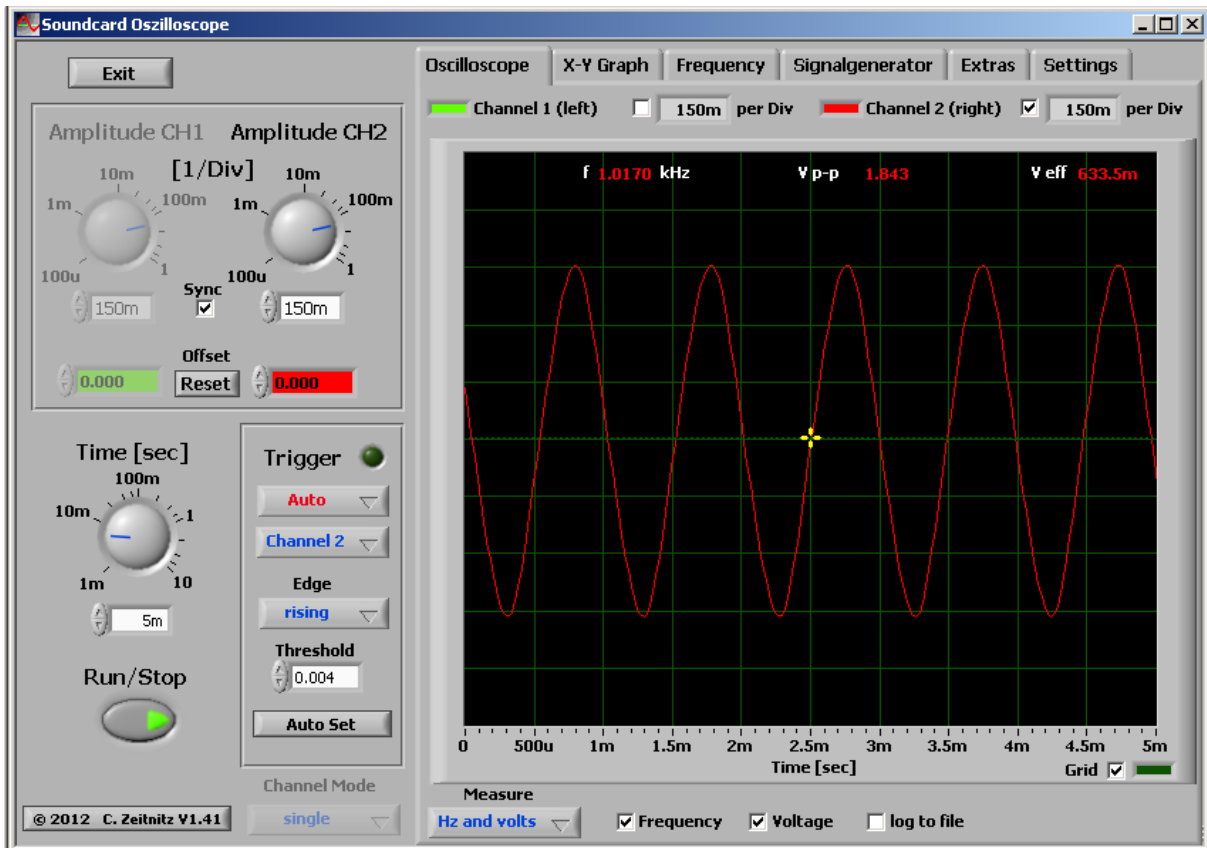 Soundcard Oszilloscope
Exit
Oscilloscope X-Y Graph Frequency Signalgenerator Extras Settings
Channel 1 (left) 150m per Div Channel 2 (right) 150m per Div
Amplitude CH1 Amplitude CH2
[1/Div]
10m 10m
1m 100m 1m 100m
100u 1 100u 1
Sync
150m 150m
Offset
0.000 Reset 0.000
f 1.0170 kHz V p-p 1.843 V eff 633.5m
Time [sec]
100m
10m 1
1m 10
5m
Run/Stop
Trigger
Auto
Channel 2
Edge
rising
Threshold
0.004
Auto Set
Channel Mode
single
© 2012 C. Zeitnitz V1.41
0 500u 1m 1.5m 2m 2.5m 3m 3.5m 4m 4.5m 5m
Time [sec]
Grid
Measure
Hz and volts Frequency Voltage log to file